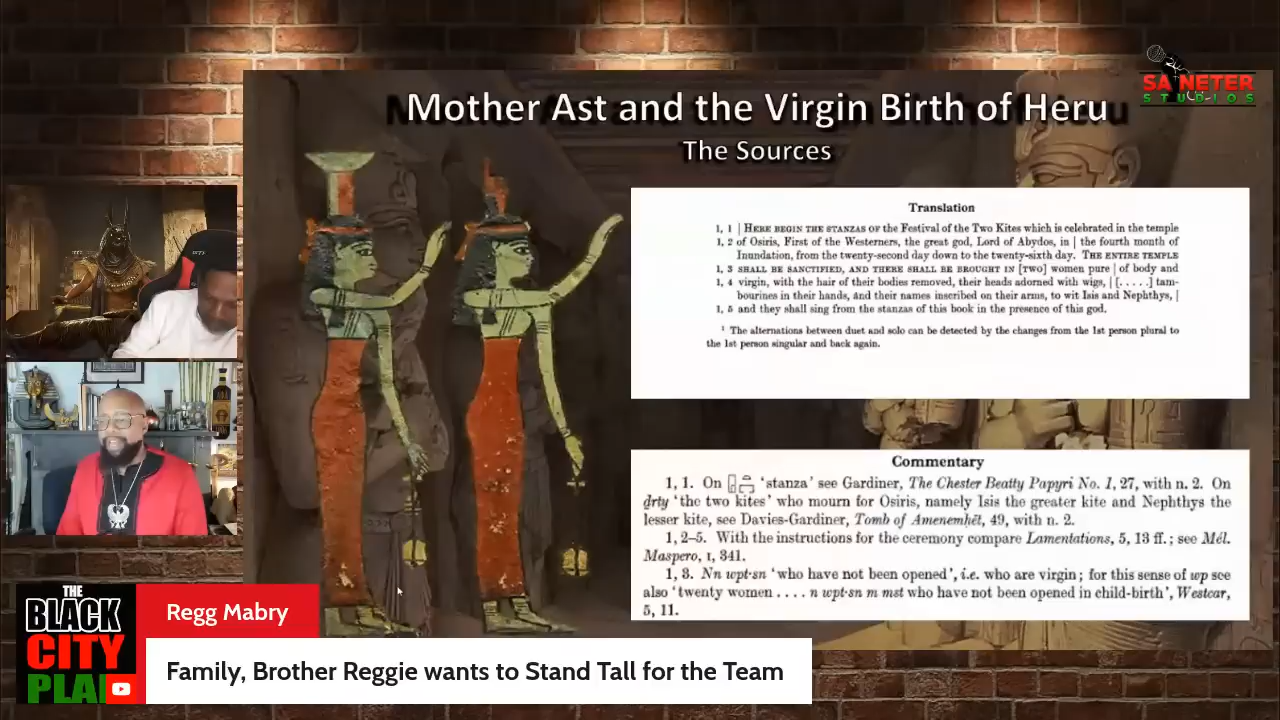 Mother Ast and the Virgin Birth of Heru
The Sources
SA NETER
STUDIOS
Translation
1, 1 | HERE BEGIN THE STANZAS OF the Festival of the Two Kites which is celebrated in the temple
1, 2 of Osiris, First of the Westerners, the great god, Lord of Abydos, in | the fourth month of
Inundation, from the twenty-second day down to the twenty-sixth day. THE ENTIRE TEMPLE
1, 3 SHALL BE SANCTIFIED, AND THERE SHALL BE BROUGHT IN [TWO] women pure | of body and
1, 4 virgin, with the hair of their bodies removed, their heads adorned with wigs, | [.....] tam-
bourines in their hands, and their names inscribed on their arms, to wit Isis and Nephthys, |
1, 5 and they shall sing from the stanzas of this book in the presence of this god.
¹ The alternations between duet and solo can be detected by the changes from the 1st person plural to
the 1st person singular and back again.
Commentary
1, 1. On 'stanza' see Gardiner, The Chester Beatty Papyri No. I, 27, with n. 2. On
ḏrty 'the two kites' who mourn for Osiris, namely Isis the greater kite and Nephthys the
lesser kite, see Davies-Gardiner, Tomb of Amenemhēt, 49, with n. 2.
1, 2-5. With the instructions for the ceremony compare Lamentations, 5, 13 ff.; see Mél.
Maspero, I, 341.
1, 3. Nn wpt·sn 'who have not been opened', i.e. who are virgin; for this sense of wp see
also 'twenty women .... n wpt·sn m mst who have not been opened in child-birth', Westcar,
5, 11.
THE
BLACK
CITY
PLAN
Regg Mabry
Family, Brother Reggie wants to Stand Tall for the Team